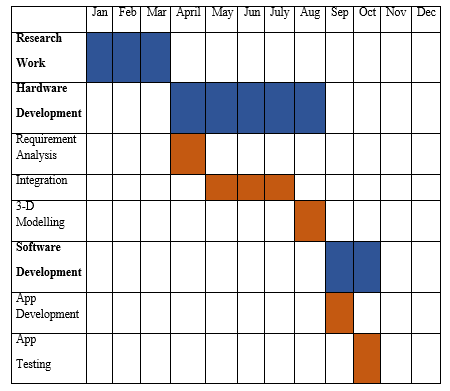 Jan Feb Mar April May Jun July Aug Sep Oct Nov Dec
Research
Work
Hardware
Development
Requirement
Analysis
Integration
3-D
Modelling
Software
Development
App
Development
App
Testing